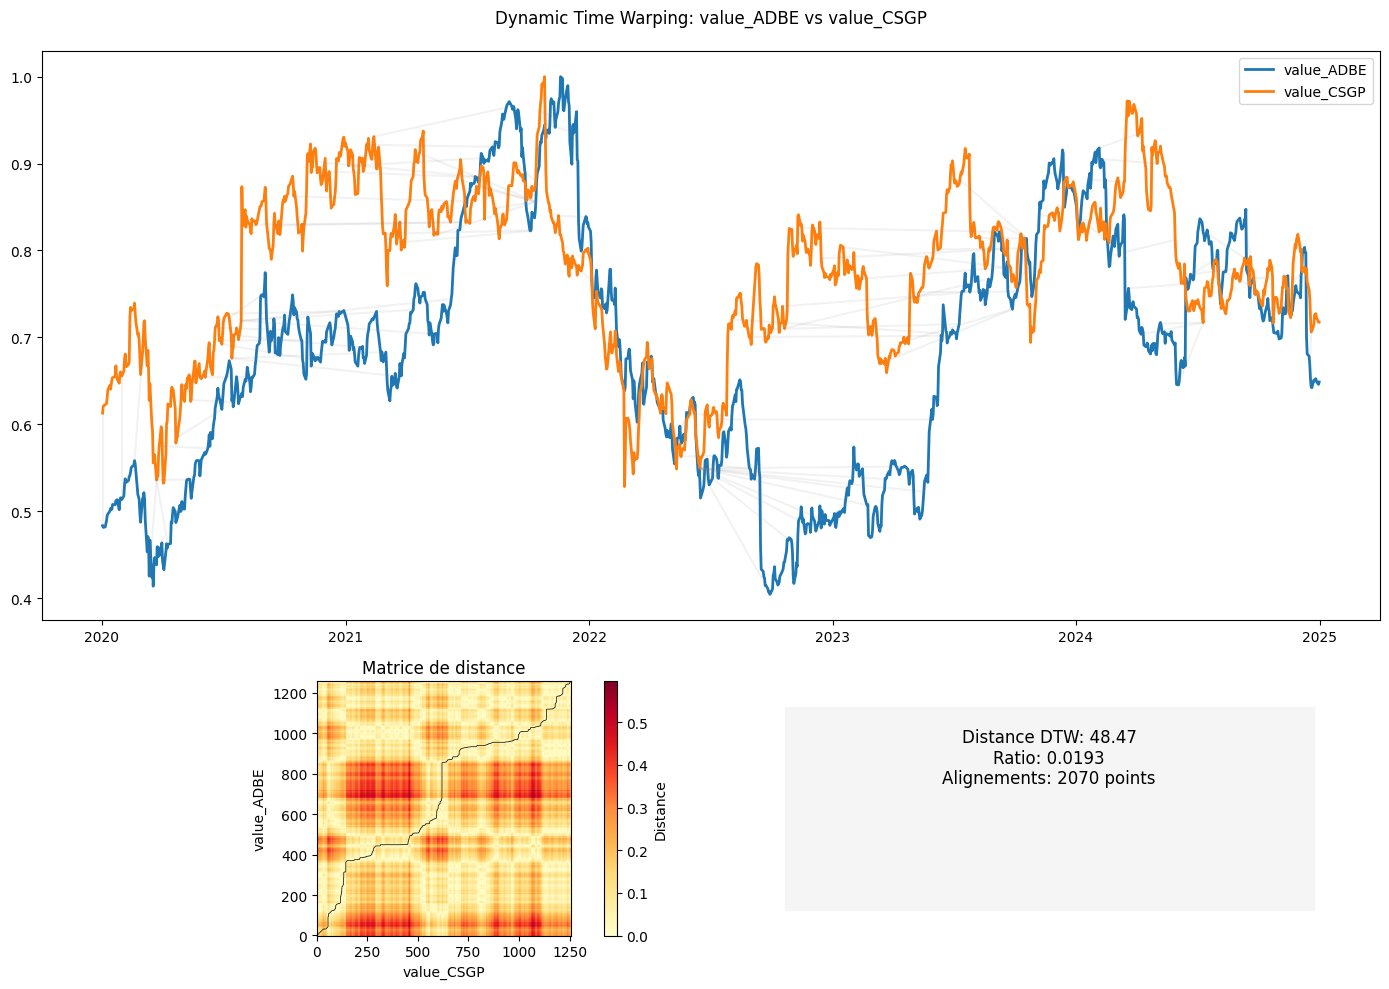 Dynamic Time Warping: value_ADBE vs value_CSGP
1.0
0.9
0.8
0.7
0.6
0.5
0.4
value_ADBE
value_CSGP
2020 2021 2022 2023 2024 2025
Matrice de distance
1200
1000
800
600
400
200
0
value_ADBE
0 250 500 750 1000 1250
value_CSGP
0.5
0.4
0.3
0.2
0.1
0.0
Distance
Distance DTW: 48.47
Ratio: 0.0193
Alignements: 2070 points